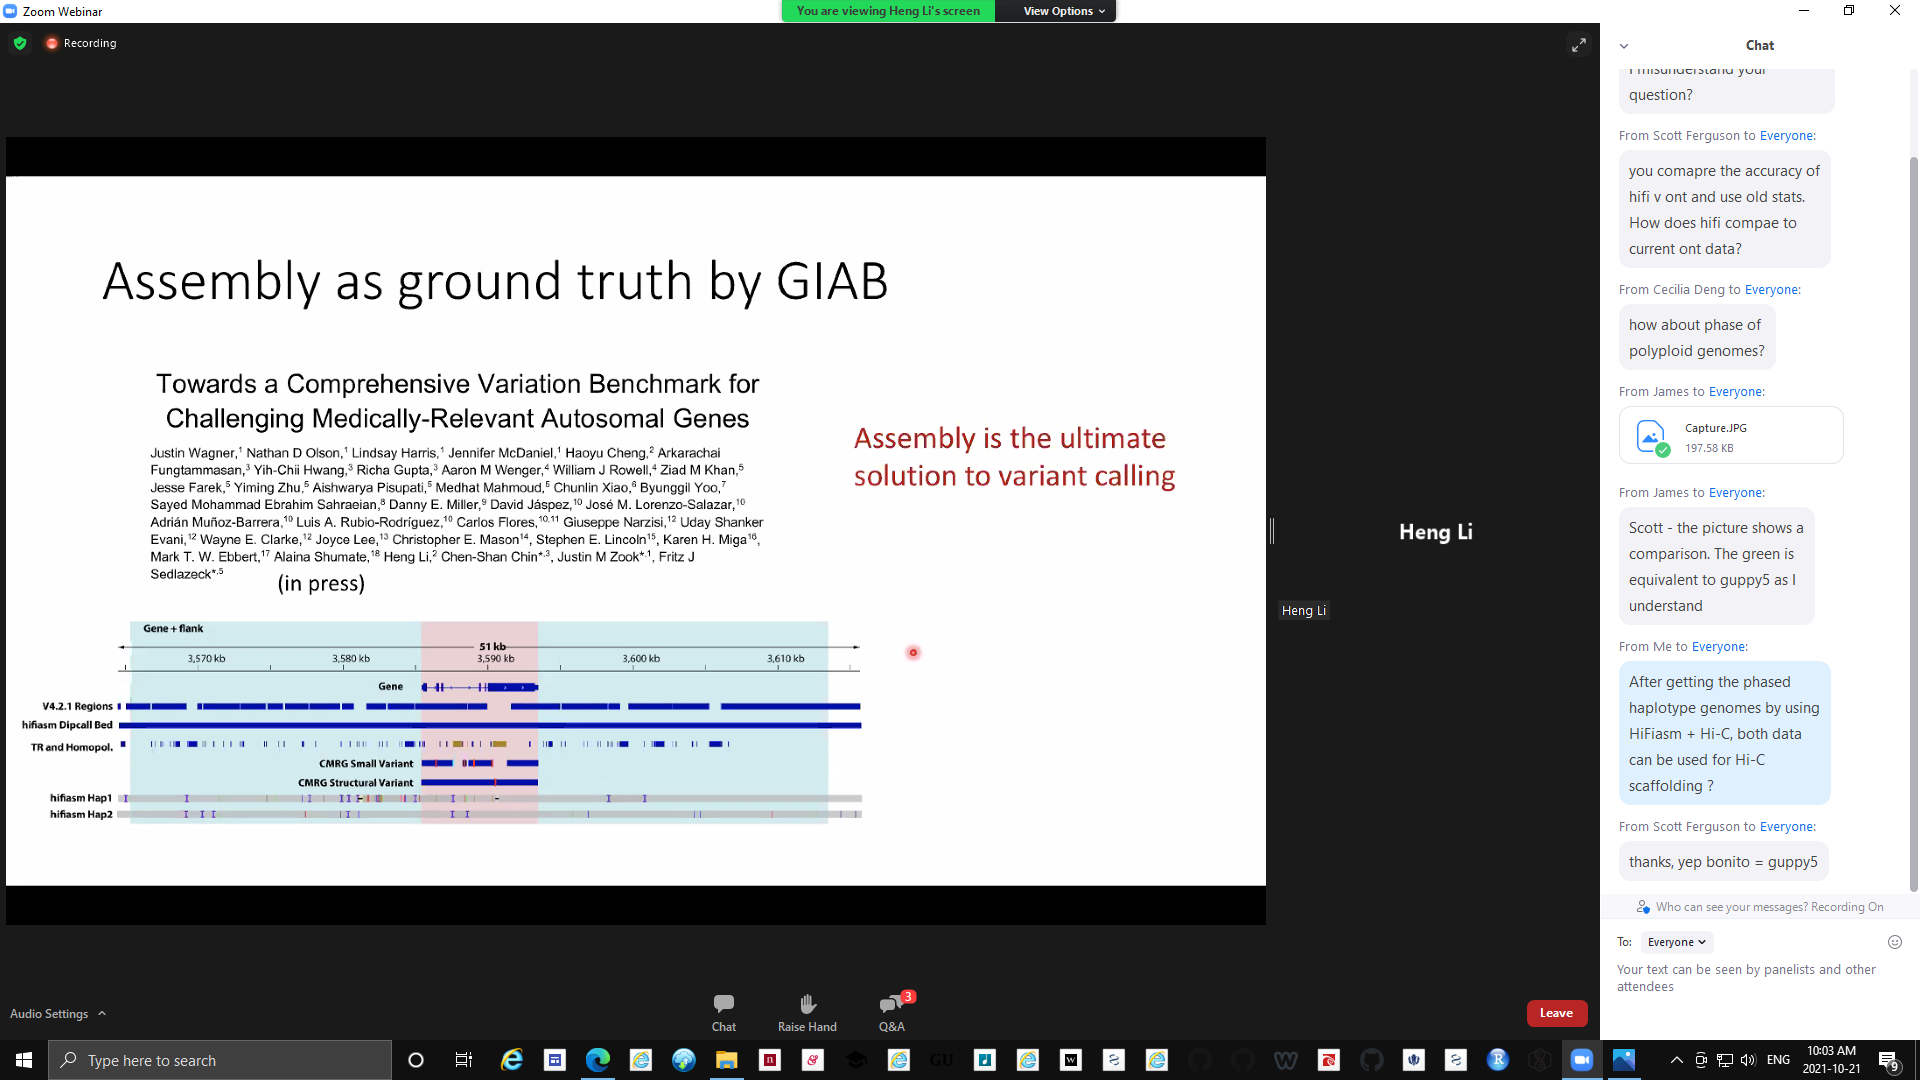 Zoom Webinar
You are viewing Heng Li's screen
View Options
Recording
Assembly as ground truth by GIAB
Towards a Comprehensive Variation Benchmark for
Challenging Medically-Relevant Autosomal Genes
Justin Wagner,1 Nathan D Olson,1 Lindsay Harris,1 Jennifer McDaniel,1 Haoyu Cheng,2 Arkarachai
Fungtammasan,3 Yih-Chii Hwang,3 Richa Gupta,3 Aaron M Wenger,4 William J Rowell,4 Ziad M Khan,5
Jesse Farek,5 Yiming Zhu,5 Aishwarya Pisupati,5 Medhat Mahmoud,5 Chunlin Xiao,6 Byunggil Yoo,7
Sayed Mohammad Ebrahim Sahraeian,8 Danny E. Miller,9 David Jáspez,10 José M. Lorenzo-Salazar,10
Adrián Muñoz-Barrera,10 Luis A. Rubio-Rodríguez,10 Carlos Flores,10,11 Giuseppe Narzisi,12 Uday Shanker
Evani,12 Wayne E. Clarke,12 Joyce Lee,13 Christopher E. Mason14, Stephen E. Lincoln15, Karen H. Miga16,
Mark T. W. Ebbert,17 Alaina Shumate,18 Heng Li,2 Chen-Shan Chin*,3, Justin M Zook*,1, Fritz J
Sedlazeck*,5
(in press)
Assembly is the ultimate
solution to variant calling
Gene + flank
51 kb
3,570 kb 3,580 kb 3,590 kb 3,600 kb 3,610 kb
Gene
V4.2.1 Regions
hifiasm Dipcall Bed
TR and Homopol.
CMRG Small Variant
CMRG Structural Variant
hifiasm Hap1
hifiasm Hap2
Heng Li
Heng Li
Chat
I misunderstand your
question?
From Scott Ferguson to Everyone:
you comapre the accuracy of
hifi v ont and use old stats.
How does hifi compae to
current ont data?
From Cecilia Deng to Everyone:
how about phase of
polyploid genomes?
From James to Everyone:
Capture.JPG
197.58 KB
From James to Everyone:
Scott - the picture shows a
comparison. The green is
equivalent to guppy5 as I
understand
From Me to Everyone:
After getting the phased
haplotype genomes by using
HiFiasm + Hi-C, both data
can be used for Hi-C
scaffolding ?
From Scott Ferguson to Everyone:
thanks, yep bonito = guppy5
Who can see your messages? Recording On
To: Everyone
Your text can be seen by panelists and other
attendees
Audio Settings
Chat
Raise Hand
3
Q&A
Leave
Type here to search
GU
ENG
10:03 AM
2021-10-21
9